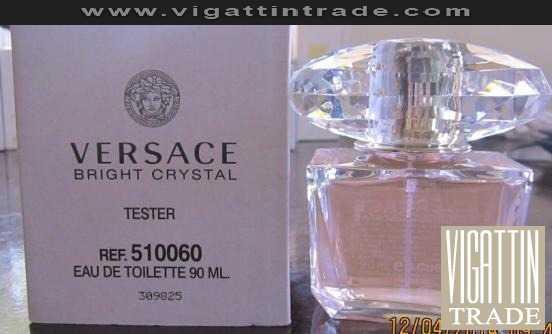 www.vigattintrade.com
VERSACE
BRIGHT CRYSTAL
TESTER
REF. 510060
EAU DE TOILETTE 90 ML.
309825
VIGATTIN
TRADE